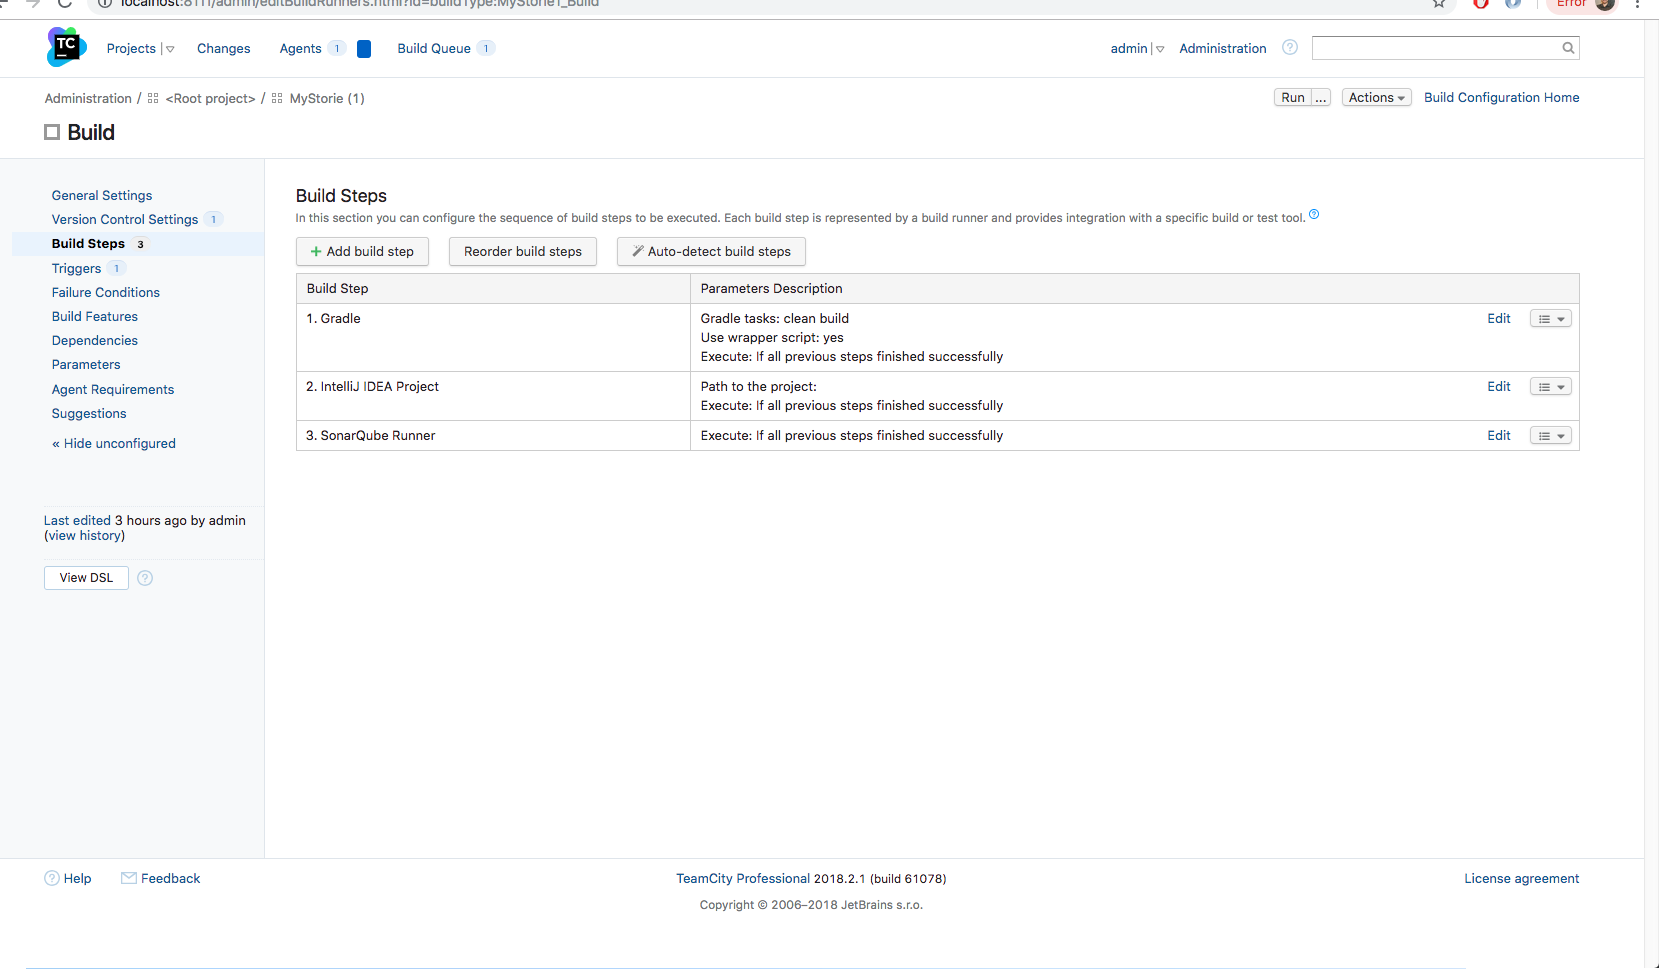 localhost:8111/admin/editBuildRunners.html?id=buildType:MyStorie1_Build
Error
TC
Projects
Changes
Agents 1
Build Queue 1
admin
Administration
Administration / <Root project> / MyStorie (1)
Run ...
Actions
Build Configuration Home
Build
General Settings
Version Control Settings 1
Build Steps 3
Triggers 1
Failure Conditions
Build Features
Dependencies
Parameters
Agent Requirements
Suggestions
« Hide unconfigured
Last edited 3 hours ago by admin
(view history)
View DSL ?
Build Steps
In this section you can configure the sequence of build steps to be executed. Each build step is represented by a build runner and provides integration with a specific build or test tool. ?
+ Add build step
Reorder build steps
Auto-detect build steps
Build Step
Parameters Description
1. Gradle
Gradle tasks: clean build
Use wrapper script: yes
Execute: If all previous steps finished successfully
Edit
2. IntelliJ IDEA Project
Path to the project:
Execute: If all previous steps finished successfully
Edit
3. SonarQube Runner
Execute: If all previous steps finished successfully
Edit
? Help
Feedback
TeamCity Professional 2018.2.1 (build 61078)
License agreement
Copyright © 2006–2018 JetBrains s.r.o.